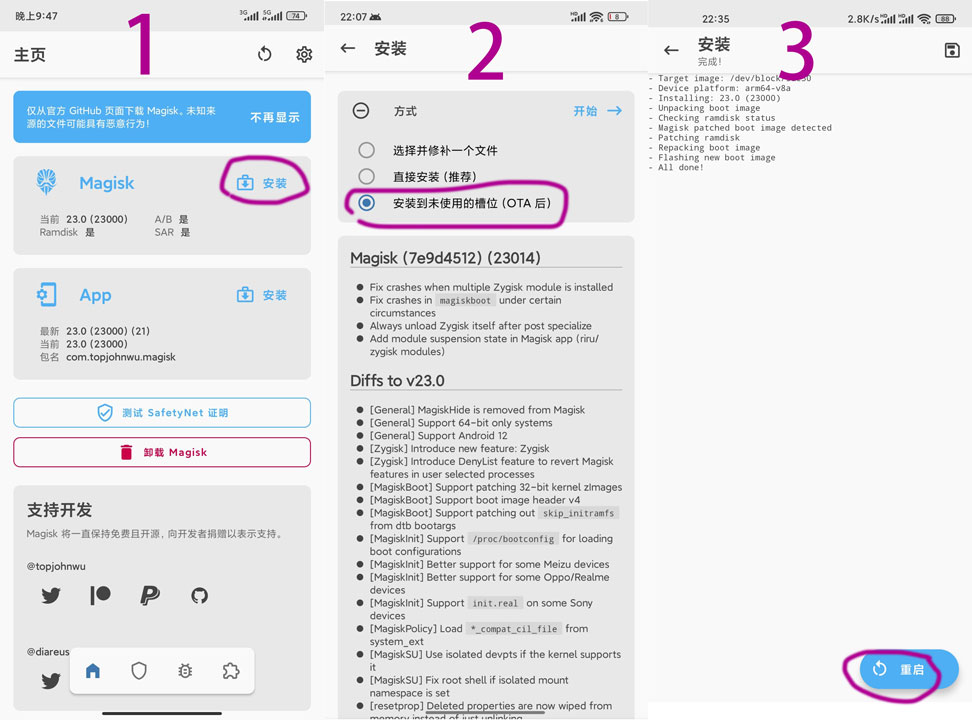 晚上9:47
3G
5G
74
1
主页
仅从官方 GitHub 页面下载 Magisk。未知来
源的文件可能具有恶意行为！
不再显示
Magisk
安装
当前 23.0 (23000)
A/B 是
Ramdisk 是
SAR 是
App
安装
最新 23.0 (23000) (21)
当前 23.0 (23000)
包名 com.topjohnwu.magisk
测试 SafetyNet 证明
卸载 Magisk
支持开发
Magisk 将一直保持免费且开源，向开发者捐赠以表示支持。
@topjohnwu
@diareus
22:07
HD
8
2
安装
方式
开始
选择并修补一个文件
直接安装 (推荐)
安装到未使用的槽位 (OTA 后)
Magisk (7e9d4512) (23014)
Fix crashes when multiple Zygisk module is installed
Fix crashes in magiskboot under certain
circumstances
Always unload Zygisk itself after post specialize
Add module suspension state in Magisk app (riru/
zygisk modules)
Diffs to v23.0
[General] MagiskHide is removed from Magisk
[General] Support 64-bit only systems
[General] Support Android 12
[Zygisk] Introduce new feature: Zygisk
[Zygisk] Introduce DenyList feature to revert Magisk
features in user selected processes
[MagiskBoot] Support patching 32-bit kernel zImages
[MagiskBoot] Support boot image header v4
[MagiskBoot] Support patching out skip_initramfs
from dtb bootargs
[MagiskInit] Support /proc/bootconfig for loading
boot configurations
[MagiskInit] Better support for some Meizu devices
[MagiskInit] Better support for some Oppo/Realme
devices
[MagiskInit] Support init.real on some Sony
devices
[MagiskPolicy] Load *_compat_cil_file from
system_ext
[MagiskSU] Use isolated devpts if the kernel supports
it
[MagiskSU] Fix root shell if isolated mount
namespace is set
[resetprop] Deleted properties are now wiped from
memory instead of just unlinking
22:35
2.8K/s
HD
HD
88
3
安装
完成！
- Target image: /dev/block/
- Device platform: arm64-v8a
- Installing: 23.0 (23000)
- Unpacking boot image
- Checking ramdisk status
- Magisk patched boot image detected
- Patching ramdisk
- Repacking boot image
- Flashing new boot image
- All done!
重启